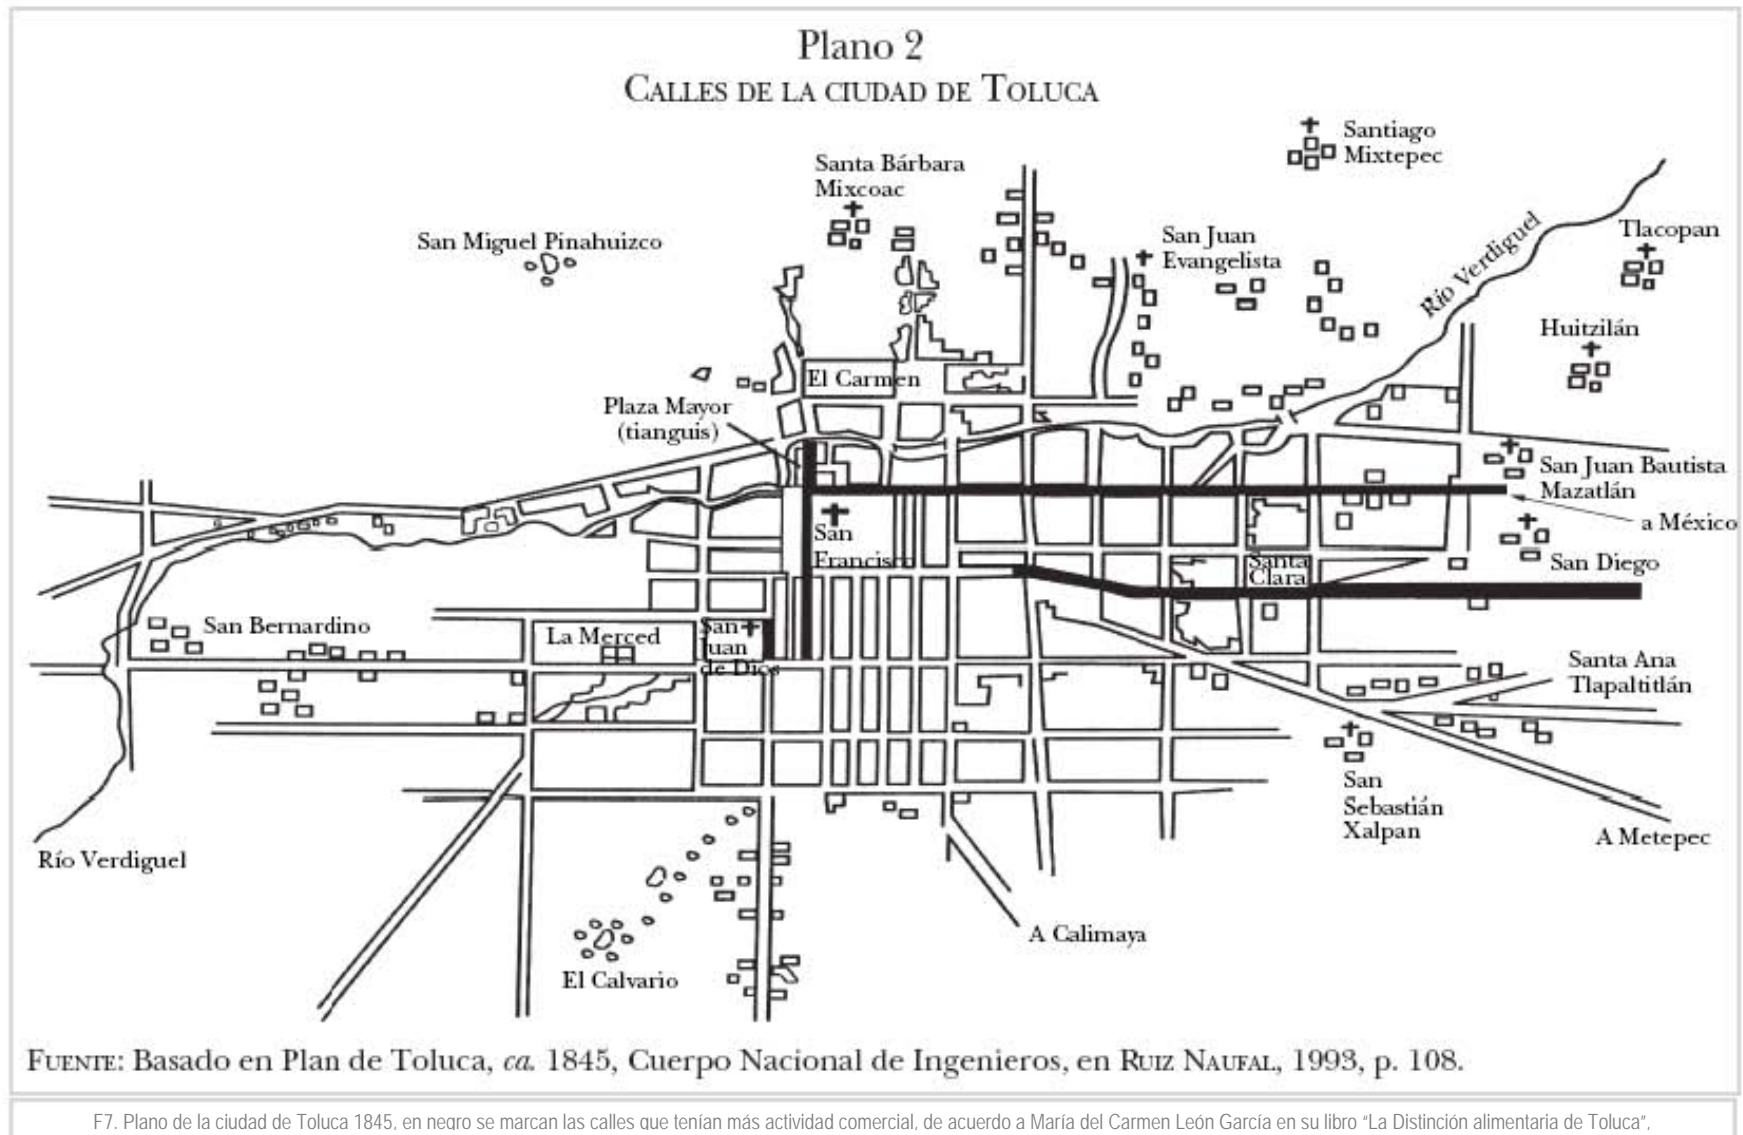 Plano 2
CALLES DE LA CIUDAD DE TOLUCA
Santiago
Mixtepec
Santa Bárbara
Mixcoac
San Miguel Pinahuizco
San Juan
Evangelista
Río Verdiguel
Tlacopan
Huitzilán
El Carmen
Plaza Mayor
(tianguis)
San Juan Bautista
Mazatlán
a México
San
Francisco
San Diego
Santa
Clara
San Bernardino
La Merced
San
Juan
de Dios
Santa Ana
Tlapaltitlán
San
Sebastián
Xalpan
A Metepec
Río Verdiguel
A Calimaya
El Calvario
FUENTE: Basado en Plan de Toluca, ca. 1845, Cuerpo Nacional de Ingenieros, en RUIZ NAUFAL, 1993, p. 108.
F7. Plano de la ciudad de Toluca 1845, en negro se marcan las calles que tenían más actividad comercial, de acuerdo a María del Carmen León García en su libro “La Distinción alimentaria de Toluca”,